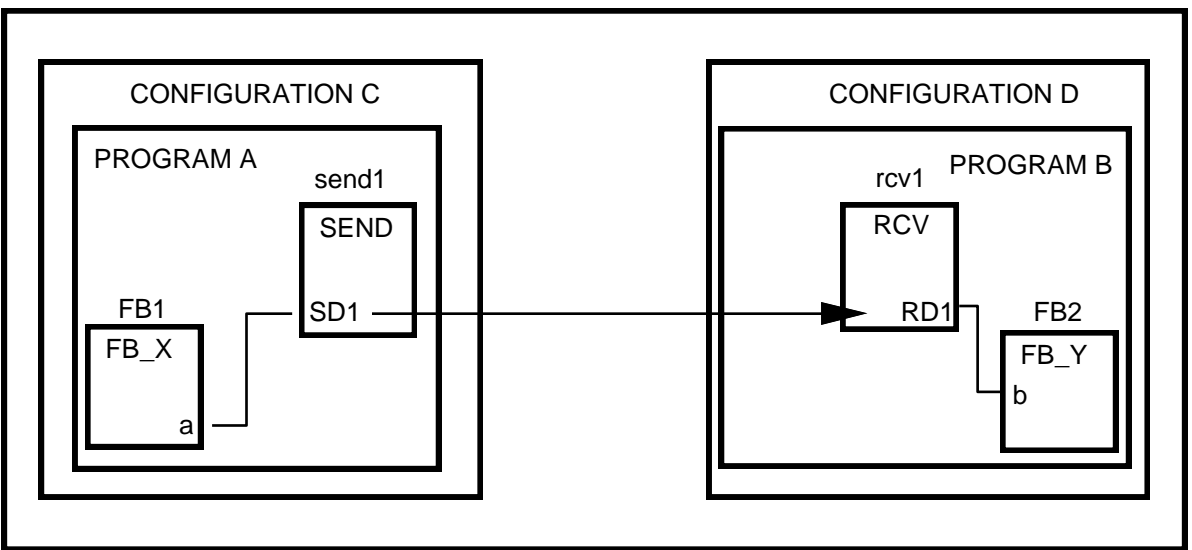 CONFIGURATION C
PROGRAM A
send1
SEND
SD1
FB1
FB_X
a
CONFIGURATION D
PROGRAM B
rcv1
RCV
RD1
FB2
FB_Y
b